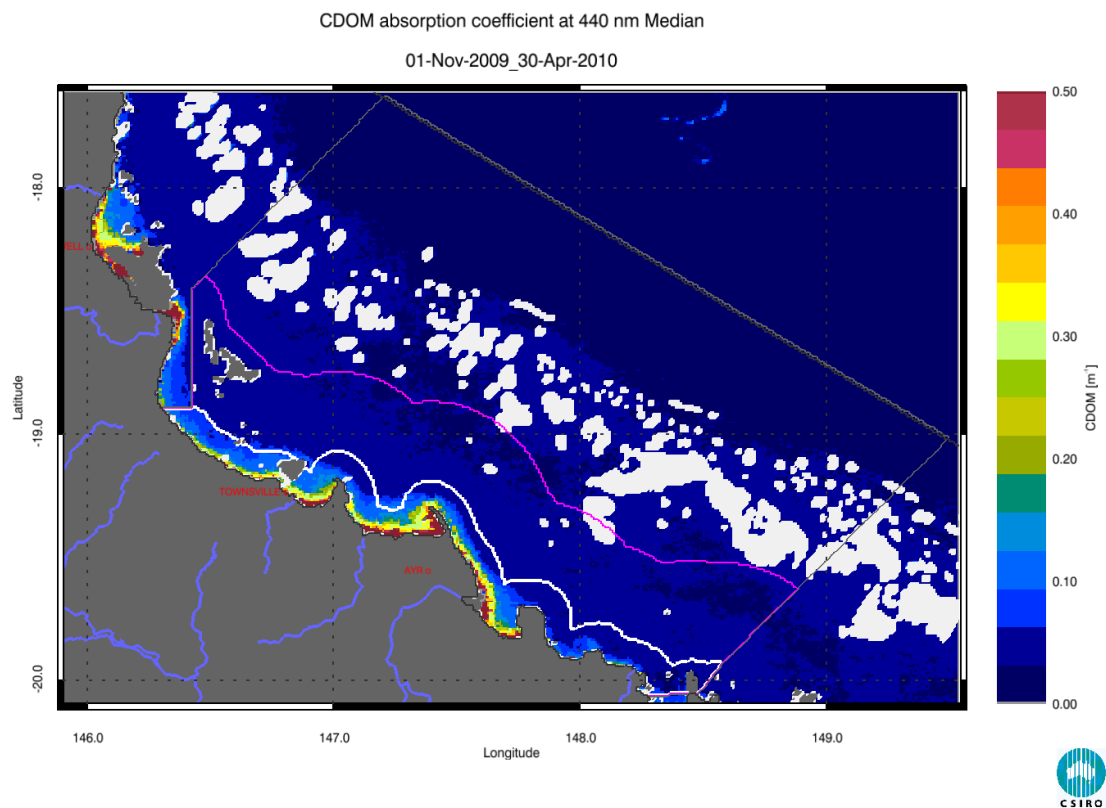 CDOM absorption coefficient at 440 nm Median
01-Nov-2009_30-Apr-2010
0.50
-18.0
0.40
ELL
0.30
CDOM [m⁻¹]
Latitude
-19.0
0.20
TOWNSVILLE
AYR
0.10
-20.0
0.00
146.0 147.0 148.0 149.0
Longitude
CSIRO